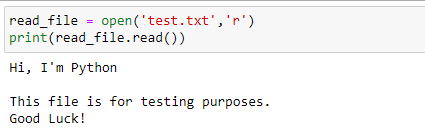 read_file = open('test.txt','r')
print(read_file.read())
Hi, I'm Python
This file is for testing purposes.
Good Luck!